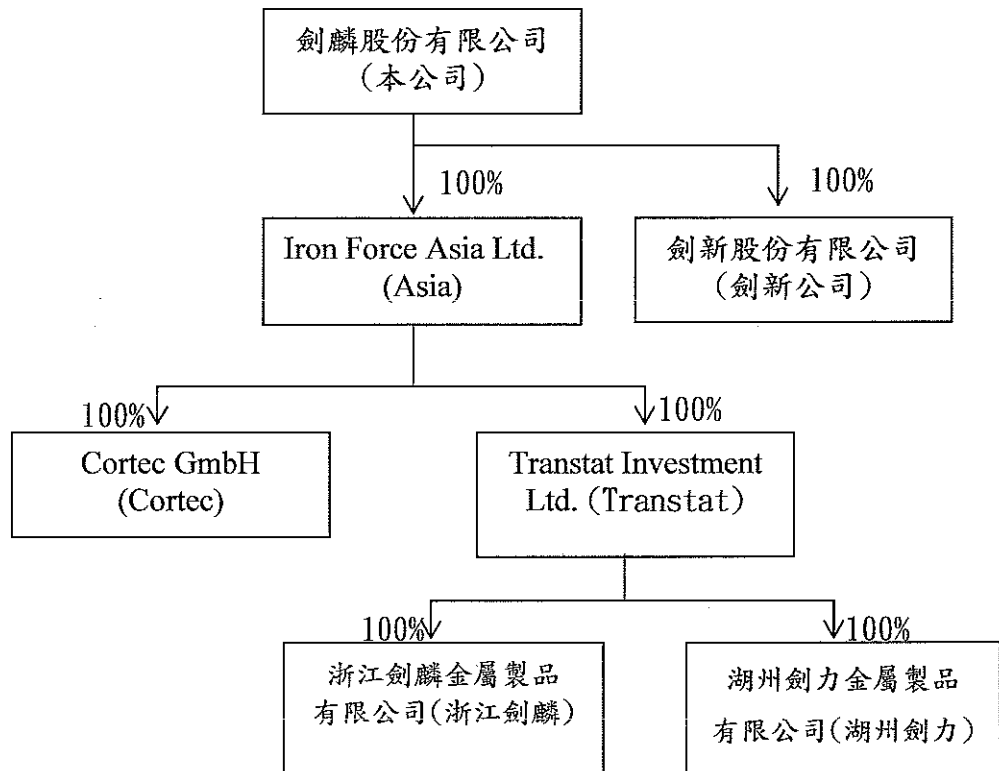 劍麟股份有限公司
(本公司)
100%
100%
Iron Force Asia Ltd.
(Asia)
劍新股份有限公司
(劍新公司)
100%
100%
Cortec GmbH
(Cortec)
Transtat Investment
Ltd. (Transtat)
100%
100%
浙江劍麟金屬製品
有限公司(浙江劍麟)
湖州劍力金屬製品
有限公司(湖州劍力)